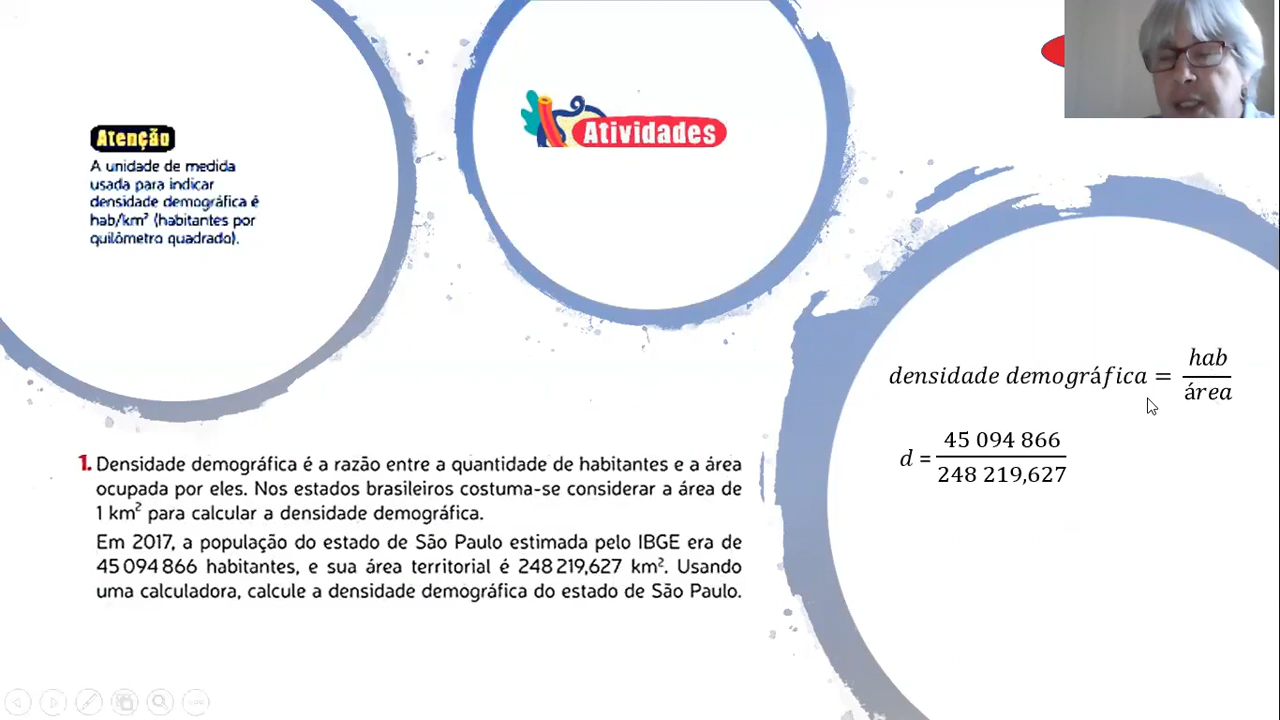 Atenção
A unidade de medida
usada para indicar
densidade demográfica é
hab/km² (habitantes por
quilômetro quadrado).
Atividades
densidade demográfica = hab/área
d = 45 094 866/248 219,627
1. Densidade demográfica é a razão entre a quantidade de habitantes e a área
ocupada por eles. Nos estados brasileiros costuma-se considerar a área de
1 km² para calcular a densidade demográfica.
Em 2017, a população do estado de São Paulo estimada pelo IBGE era de
45 094 866 habitantes, e sua área territorial é 248 219,627 km². Usando
uma calculadora, calcule a densidade demográfica do estado de São Paulo.